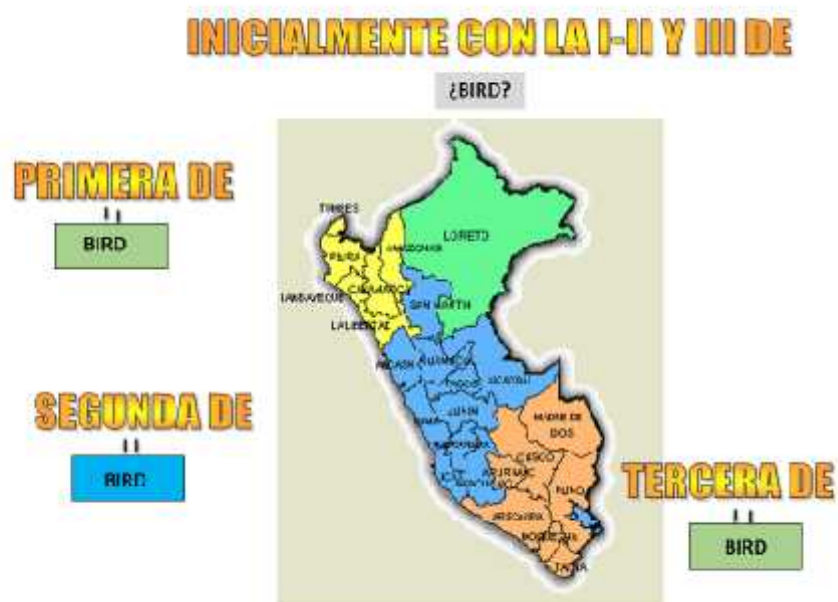 INICIALMENTE CON LA I-II Y III DE
¿BIRD?
PRIMERA DE
BIRD
TUMBES
LORETO
AMAZONAS
PIURA
CAJAMARCA
LAMBAYEQUE
SAN MARTIN
LA LIBERTAD
ANCASH
HUANUCO
UCAYALI
PASCO
SEGUNDA DE
BIRD
JUNIN
LIMA
MADRE DE
DIOS
CUSCO
ICA
APURIMAC
PUNO
TERCERA DE
BIRD
AREQUIPA
MOQUEGUA
TACNA